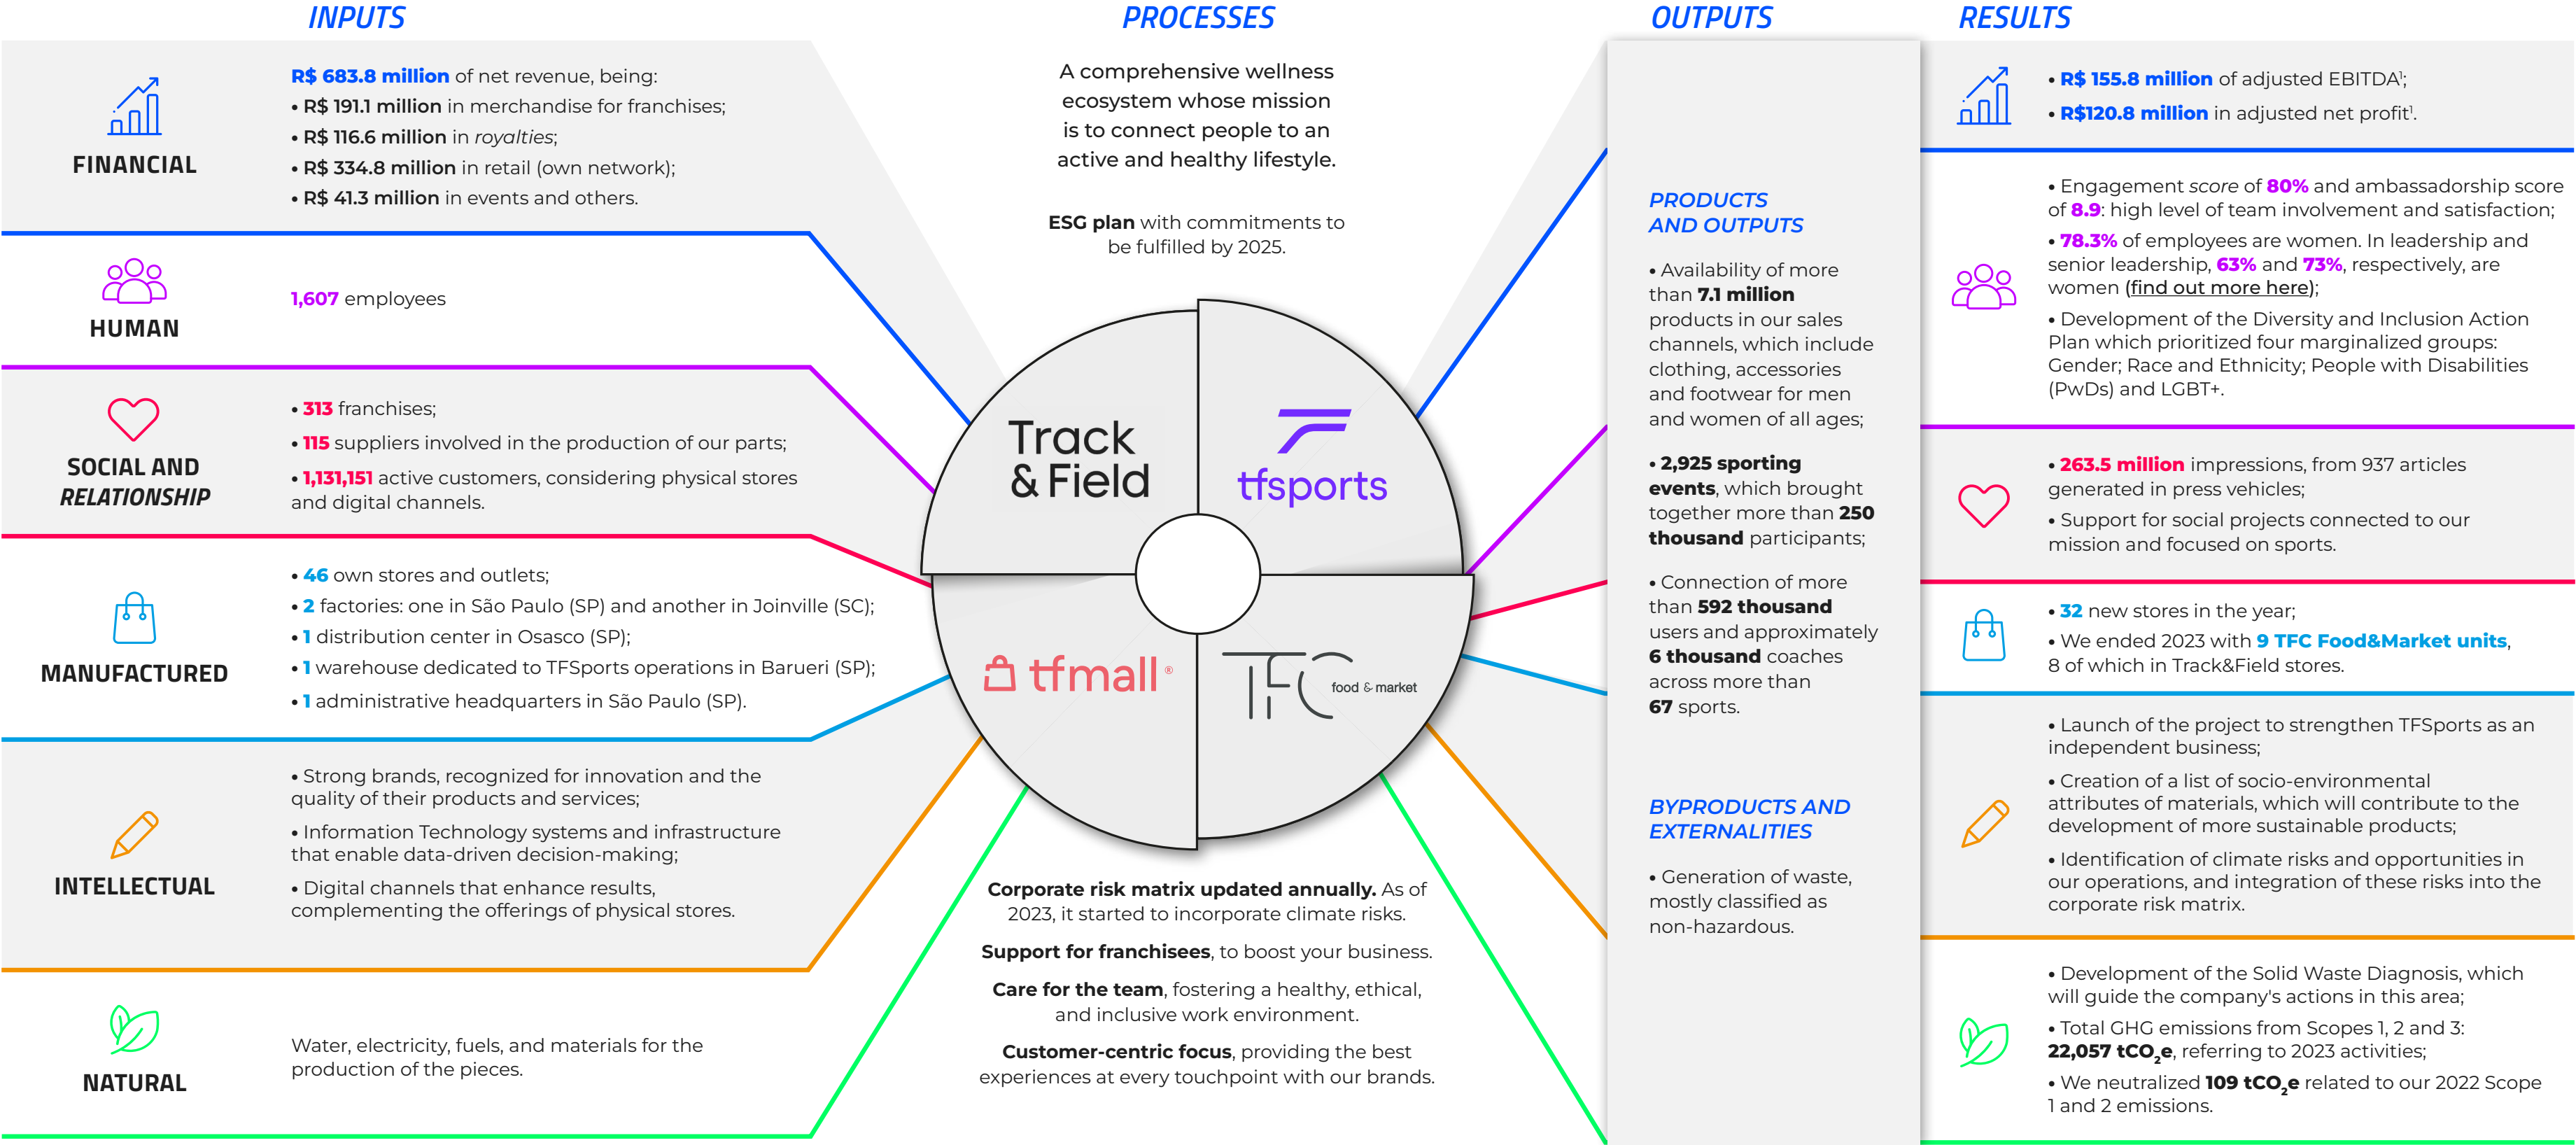 INPUTS
PROCESSES
OUTPUTS
RESULTS
FINANCIAL
R$ 683.8 million of net revenue, being:
• R$ 191.1 million in merchandise for franchises;
• R$ 116.6 million in royalties;
• R$ 334.8 million in retail (own network);
• R$ 41.3 million in events and others.
HUMAN
1,607 employees
SOCIAL AND
RELATIONSHIP
• 313 franchises;
• 115 suppliers involved in the production of our parts;
• 1,131,151 active customers, considering physical stores
and digital channels.
MANUFACTURED
• 46 own stores and outlets;
• 2 factories: one in São Paulo (SP) and another in Joinville (SC);
• 1 distribution center in Osasco (SP);
• 1 warehouse dedicated to TFSports operations in Barueri (SP);
• 1 administrative headquarters in São Paulo (SP).
INTELLECTUAL
• Strong brands, recognized for innovation and the
quality of their products and services;
• Information Technology systems and infrastructure
that enable data-driven decision-making;
• Digital channels that enhance results,
complementing the offerings of physical stores.
NATURAL
Water, electricity, fuels, and materials for the
production of the pieces.
A comprehensive wellness
ecosystem whose mission
is to connect people to an
active and healthy lifestyle.
ESG plan with commitments to
be fulfilled by 2025.
Track
& Field
tfsports
tfmall ®
TFC food & market
Corporate risk matrix updated annually. As of
2023, it started to incorporate climate risks.
Support for franchisees, to boost your business.
Care for the team, fostering a healthy, ethical,
and inclusive work environment.
Customer-centric focus, providing the best
experiences at every touchpoint with our brands.
PRODUCTS
AND OUTPUTS
• Availability of more
than 7.1 million
products in our sales
channels, which include
clothing, accessories
and footwear for men
and women of all ages;
• 2,925 sporting
events, which brought
together more than 250
thousand participants;
• Connection of more
than 592 thousand
users and approximately
6 thousand coaches
across more than
67 sports.
BYPRODUCTS AND
EXTERNALITIES
• Generation of waste,
mostly classified as
non-hazardous.
• R$ 155.8 million of adjusted EBITDA¹;
• R$120.8 million in adjusted net profit¹.
• Engagement score of 80% and ambassadorship score
of 8.9: high level of team involvement and satisfaction;
• 78.3% of employees are women. In leadership and
senior leadership, 63% and 73%, respectively, are
women (find out more here);
• Development of the Diversity and Inclusion Action
Plan which prioritized four marginalized groups:
Gender; Race and Ethnicity; People with Disabilities
(PwDs) and LGBT+.
• 263.5 million impressions, from 937 articles
generated in press vehicles;
• Support for social projects connected to our
mission and focused on sports.
• 32 new stores in the year;
• We ended 2023 with 9 TFC Food&Market units,
8 of which in Track&Field stores.
• Launch of the project to strengthen TFSports as an
independent business;
• Creation of a list of socio-environmental
attributes of materials, which will contribute to the
development of more sustainable products;
• Identification of climate risks and opportunities in
our operations, and integration of these risks into the
corporate risk matrix.
• Development of the Solid Waste Diagnosis, which
will guide the company's actions in this area;
• Total GHG emissions from Scopes 1, 2 and 3:
22,057 tCO₂e, referring to 2023 activities;
• We neutralized 109 tCO₂e related to our 2022 Scope
1 and 2 emissions.